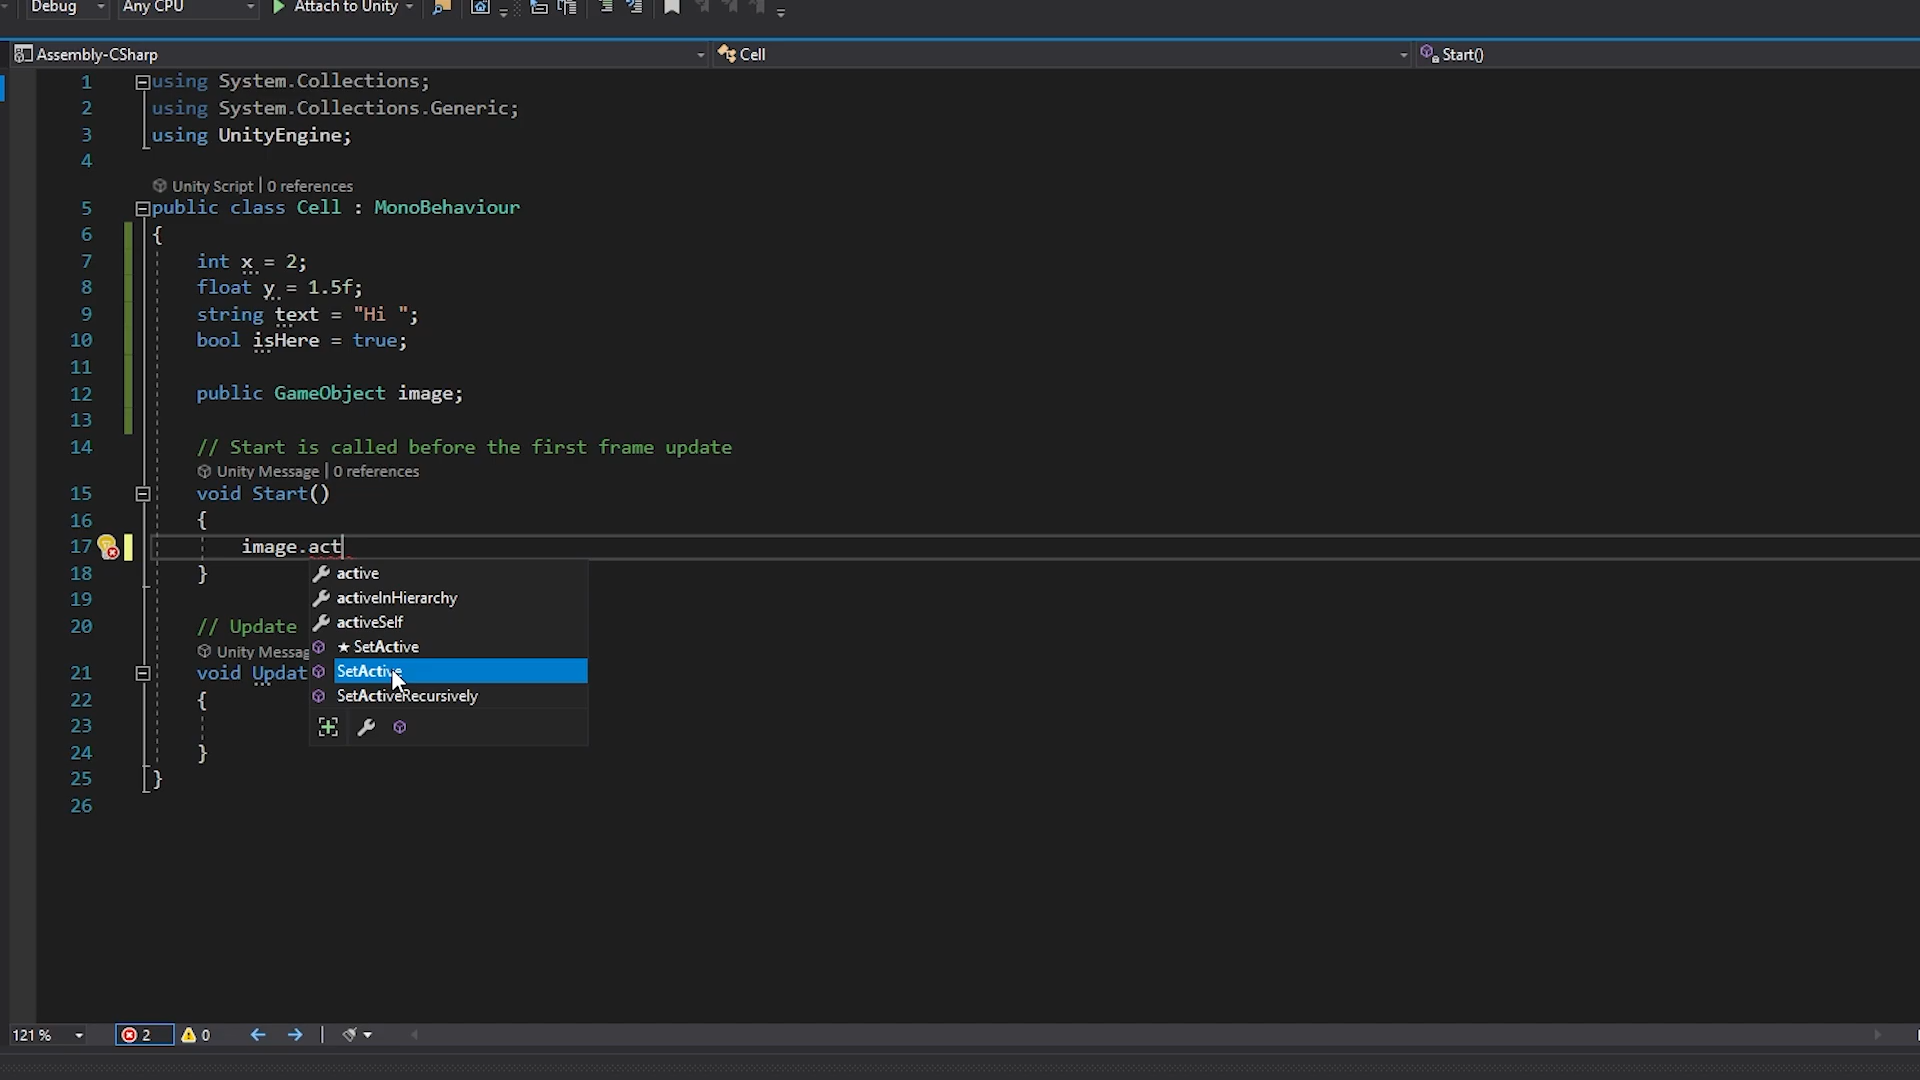 Debug Any CPU Attach to Unity
Assembly-CSharp Cell Start()
1 using System.Collections;
2 using System.Collections.Generic;
3 using UnityEngine;
4
Unity Script | 0 references
5 public class Cell : MonoBehaviour
6 {
7 int x = 2;
8 float y = 1.5f;
9 string text = "Hi ";
10 bool isHere = true;
11
12 public GameObject image;
13
14 // Start is called before the first frame update
Unity Message | 0 references
15 void Start()
16 {
17 image.act
active
18 }
activeInHierarchy
19
activeSelf
20 // Update
★ SetActive
Unity Messag
21 void Updat
SetActive
22 {
SetActiveRecursively
23
24 }
25 }
26
121 % 2 0